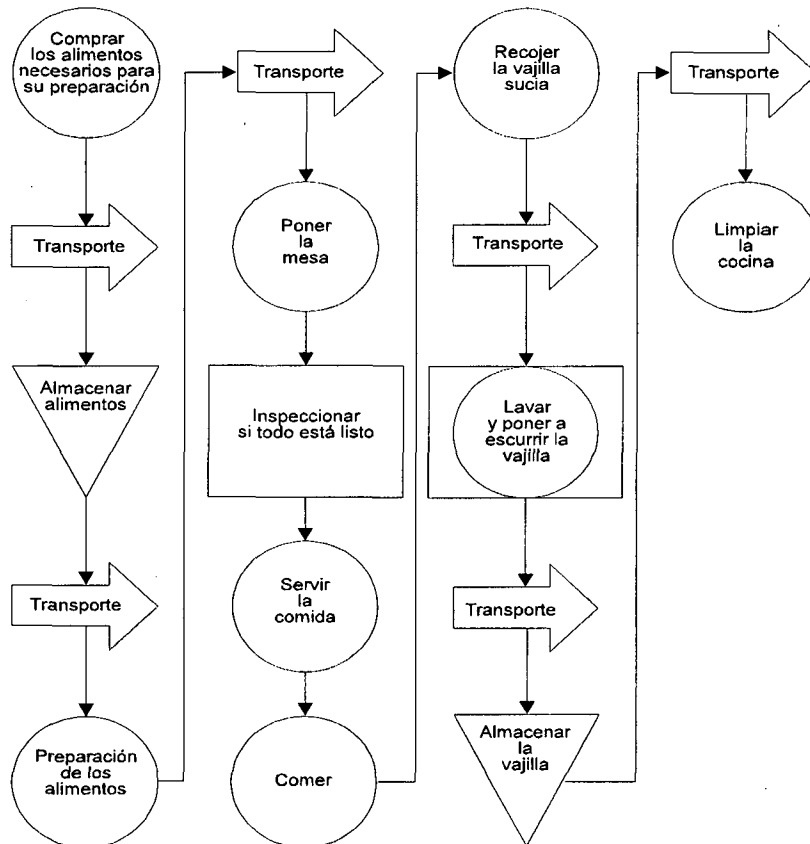 Comprar
los alimentos
necesarios para
su preparación
Transporte
Almacenar
alimentos
Transporte
Preparación
de los
alimentos
Transporte
Poner
la
mesa
Inspeccionar
si todo está listo
Servir
la
comida
Comer
Recojer
la vajilla
sucia
Transporte
Lavar
y poner a
escurrir la
vajilla
Transporte
Almacenar
la
vajilla
Transporte
Limpiar
la
cocina